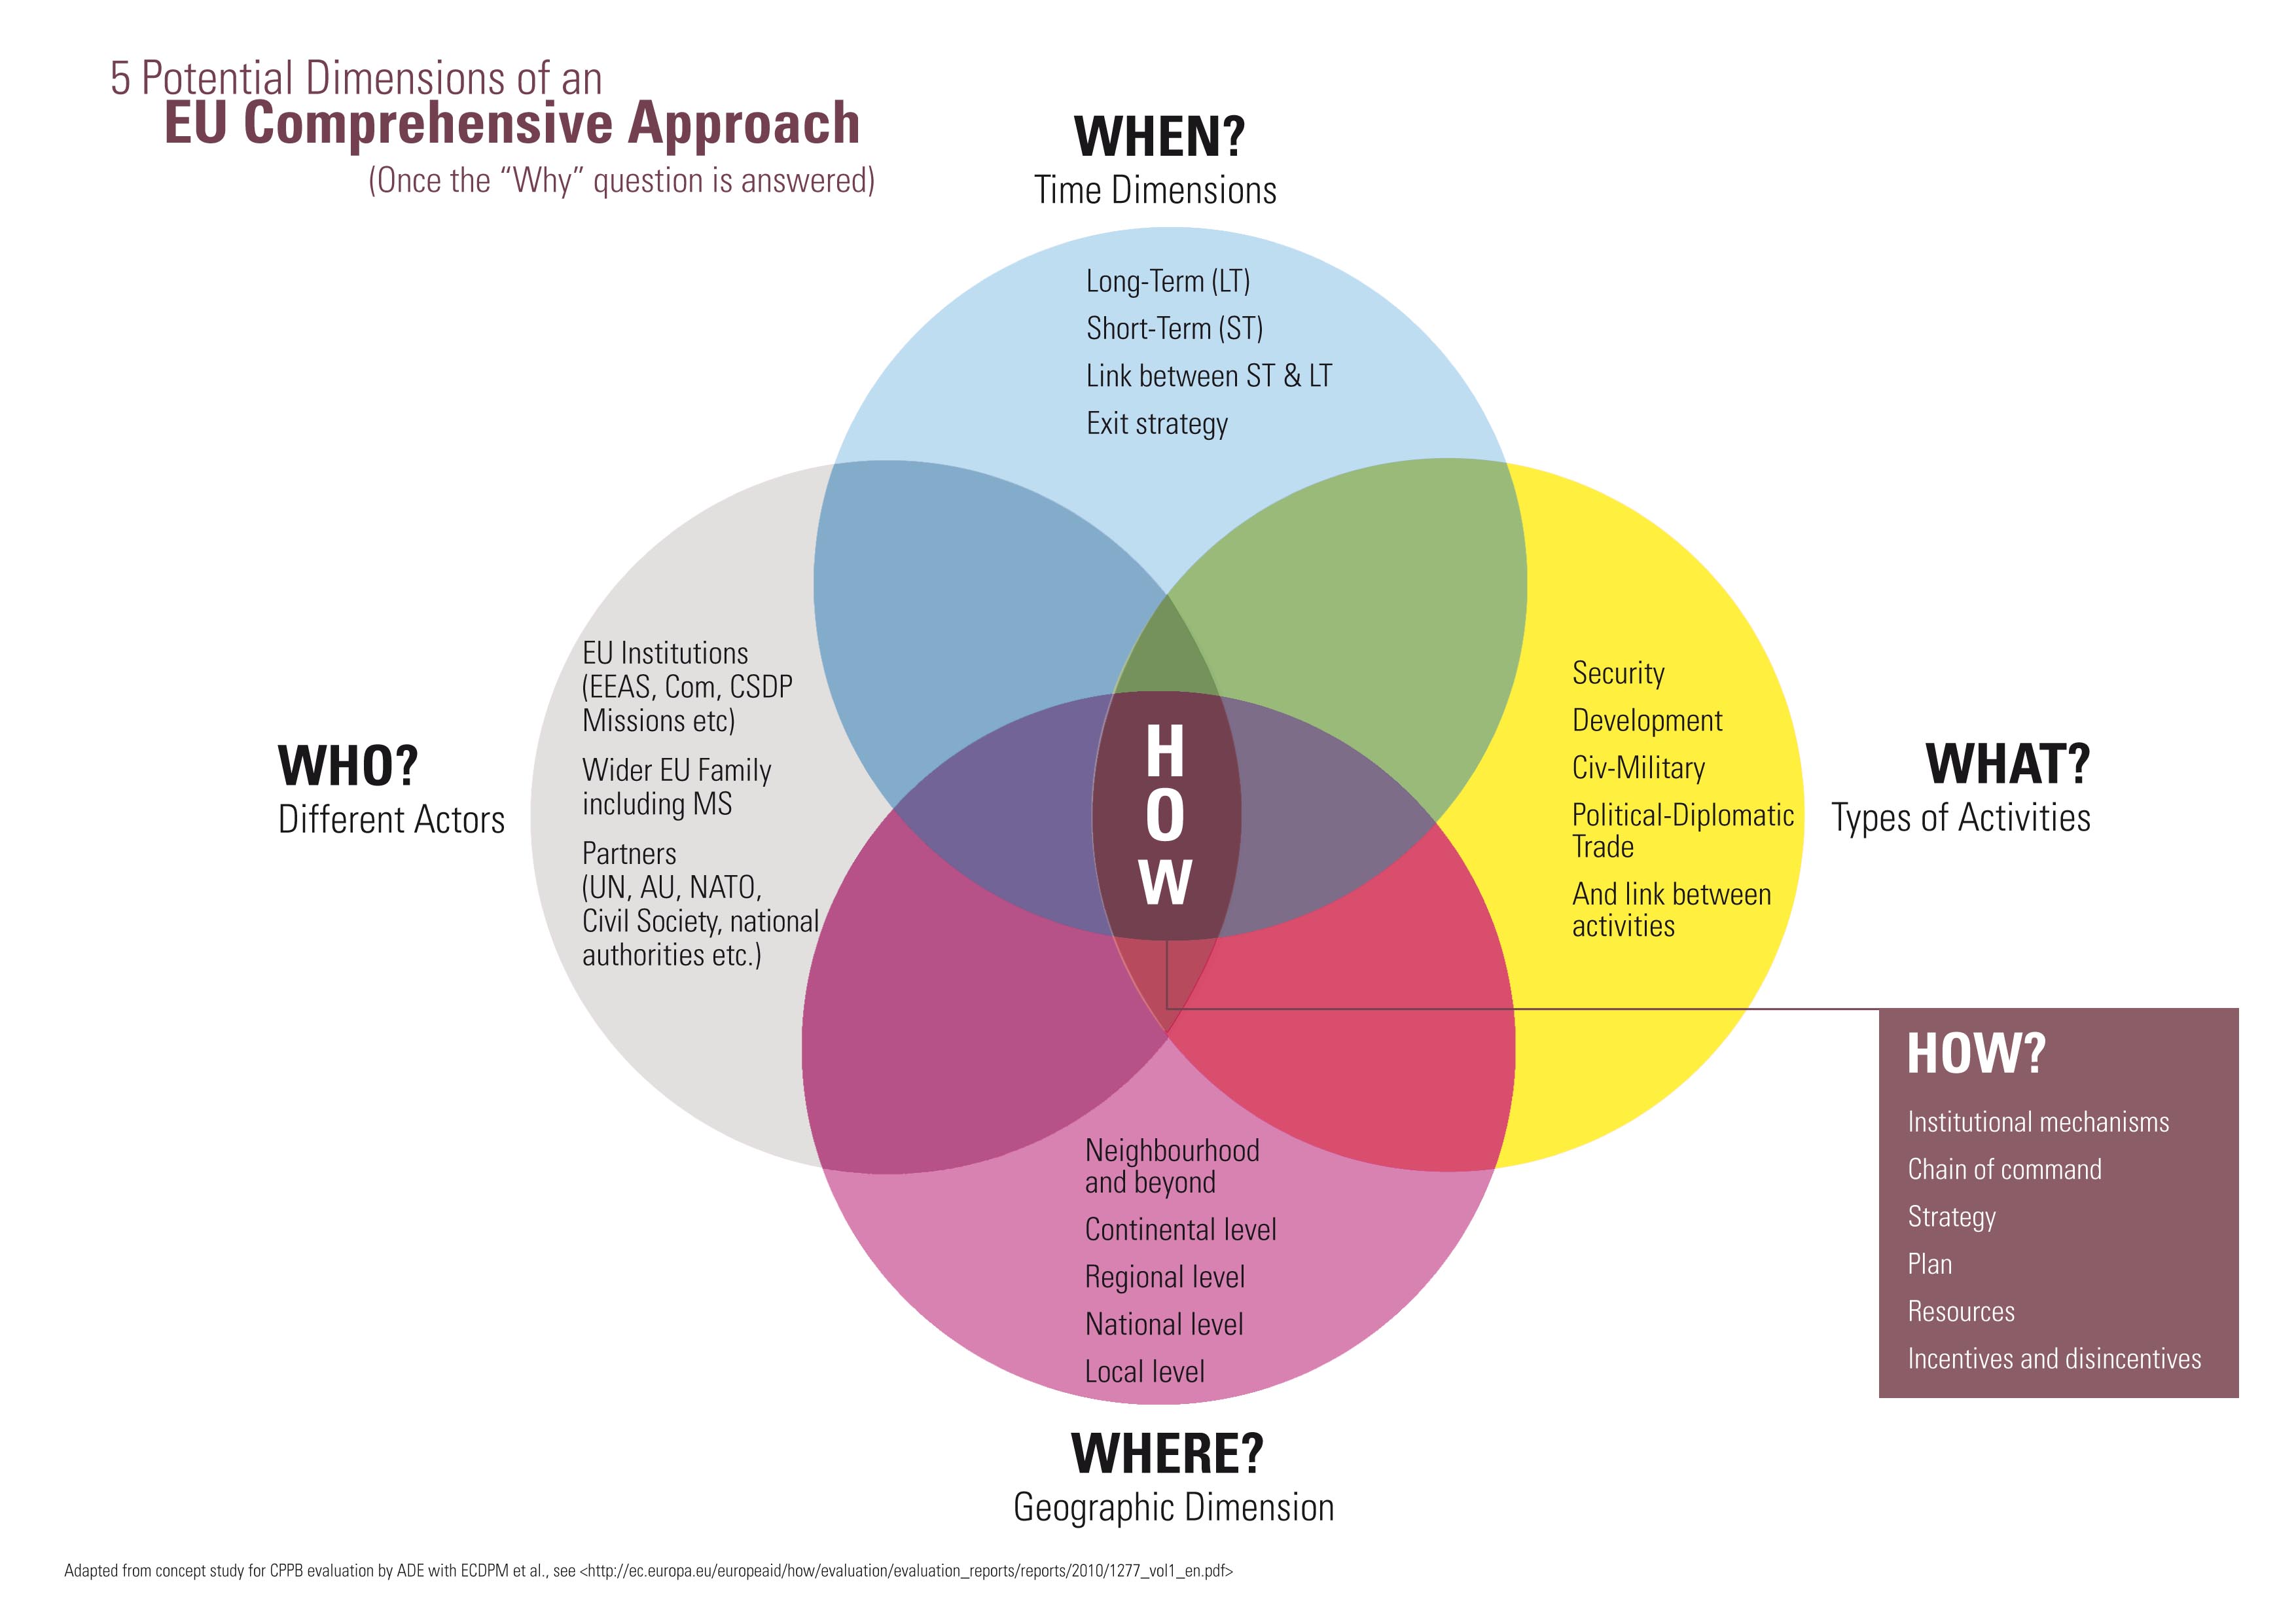 5 Potential Dimensions of an
EU Comprehensive Approach
(Once the “Why” question is answered)
WHEN?
Time Dimensions
Long-Term (LT)
Short-Term (ST)
Link between ST & LT
Exit strategy
WHO?
Different Actors
EU Institutions
(EEAS, Com, CSDP
Missions etc)
Wider EU Family
including MS
Partners
(UN, AU, NATO,
Civil Society, national
authorities etc.)
H
O
W
Security
Development
Civ-Military
Political-Diplomatic
Trade
And link between
activities
WHAT?
Types of Activities
Neighbourhood
and beyond
Continental level
Regional level
National level
Local level
WHERE?
Geographic Dimension
HOW?
Institutional mechanisms
Chain of command
Strategy
Plan
Resources
Incentives and disincentives
Adapted from concept study for CPPB evaluation by ADE with ECDPM et al., see <http://ec.europa.eu/europeaid/how/evaluation/evaluation_reports/reports/2010/1277_vol1_en.pdf>